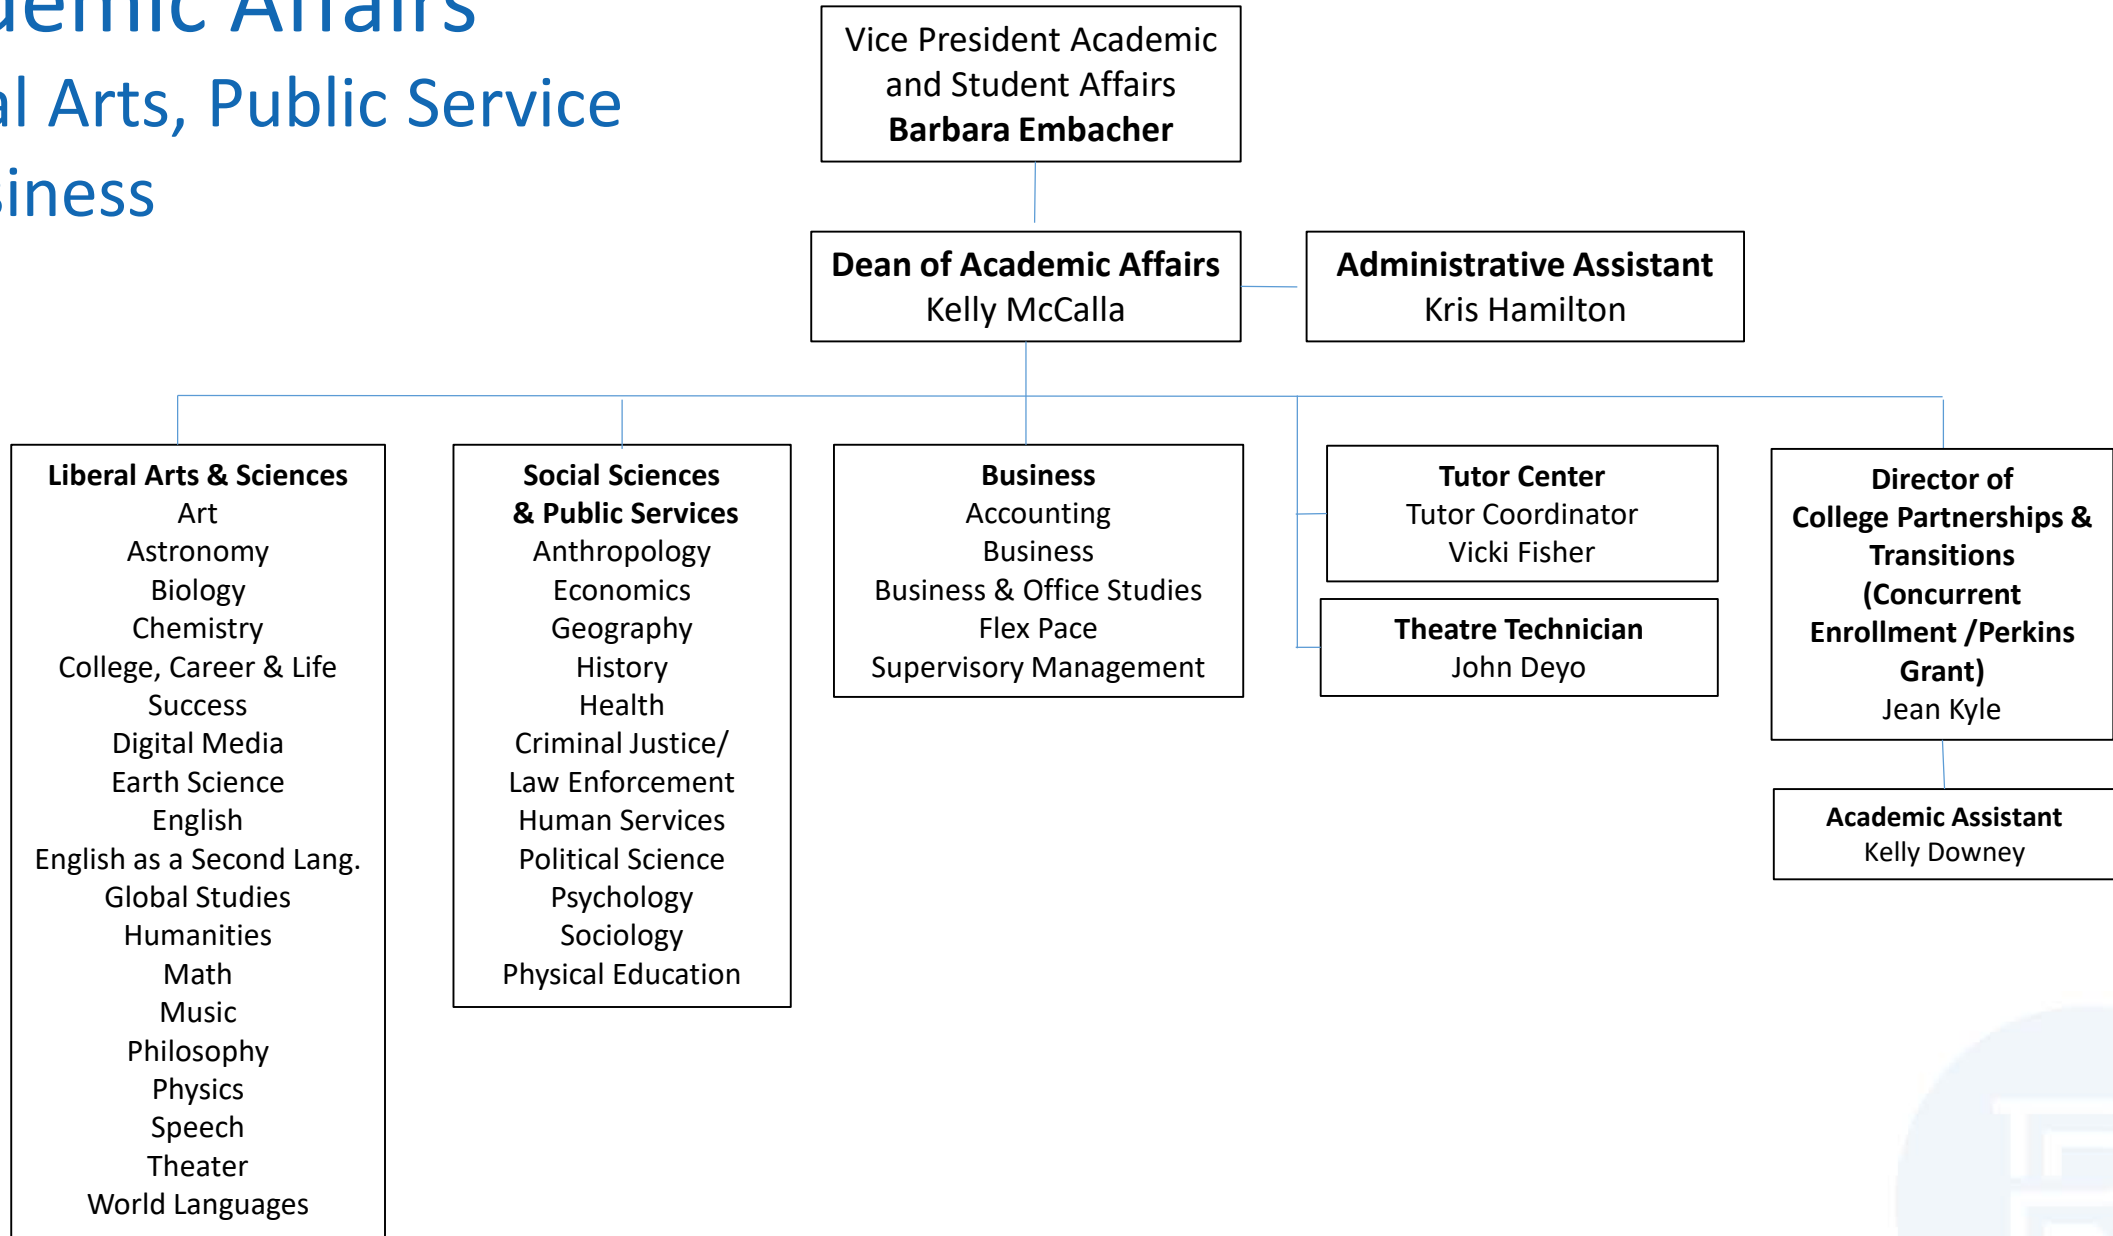 demic Affairs
al Arts, Public Service
siness
Vice President Academic
and Student Affairs
Barbara Embacher
Dean of Academic Affairs
Kelly McCalla
Administrative Assistant
Kris Hamilton
Liberal Arts & Sciences
Art
Astronomy
Biology
Chemistry
College, Career & Life
Success
Digital Media
Earth Science
English
English as a Second Lang.
Global Studies
Humanities
Math
Music
Philosophy
Physics
Speech
Theater
World Languages
Social Sciences
& Public Services
Anthropology
Economics
Geography
History
Health
Criminal Justice/
Law Enforcement
Human Services
Political Science
Psychology
Sociology
Physical Education
Business
Accounting
Business
Business & Office Studies
Flex Pace
Supervisory Management
Tutor Center
Tutor Coordinator
Vicki Fisher
Theatre Technician
John Deyo
Director of
College Partnerships &
Transitions
(Concurrent
Enrollment /Perkins
Grant)
Jean Kyle
Academic Assistant
Kelly Downey